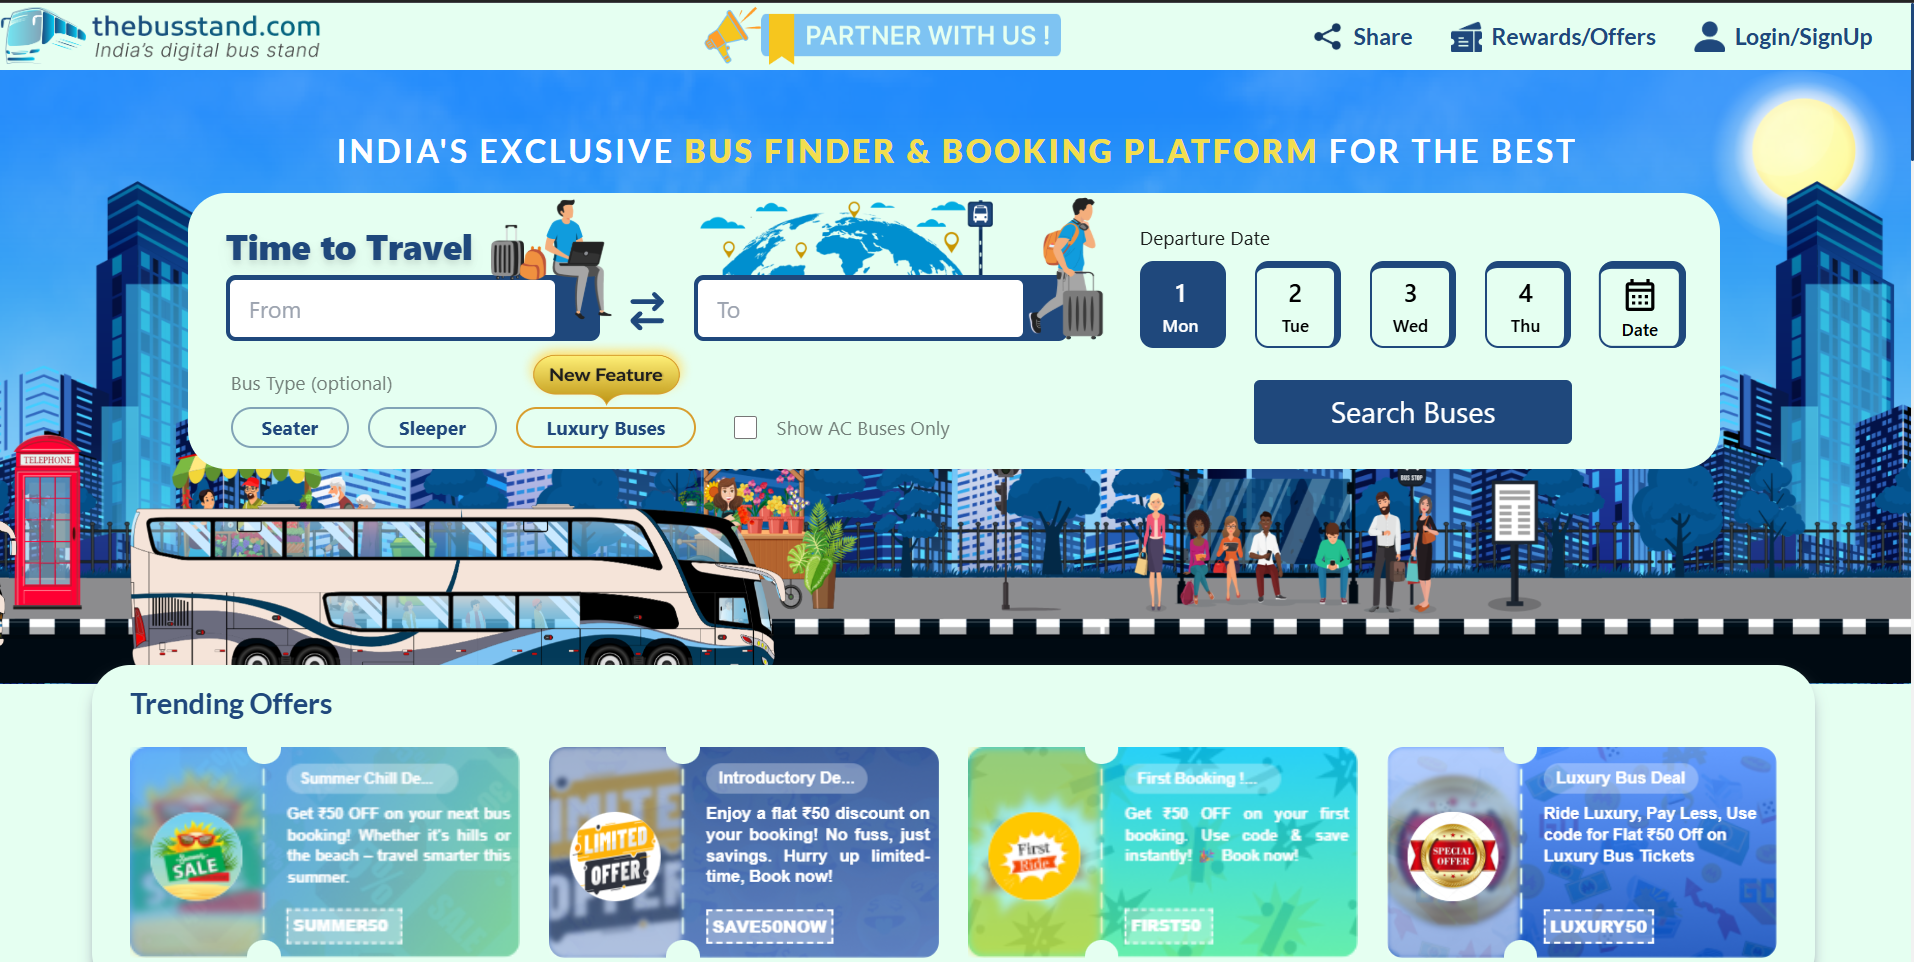 thebusstand.com
India's digital bus stand
PARTNER WITH US !
Share
Rewards/Offers
Login/SignUp
INDIA'S EXCLUSIVE BUS FINDER & BOOKING PLATFORM FOR THE BEST
Time to Travel
From
To
Departure Date
1
Mon
2
Tue
3
Wed
4
Thu
Date
New Feature
Bus Type (optional)
Seater
Sleeper
Luxury Buses
Show AC Buses Only
Search Buses
TELEPHONE
BUS STOP
Trending Offers
Summer Chill De...
Get ₹50 OFF on your next bus
booking! Whether it's hills or
the beach – travel smarter this
summer.
SUMMER50
Summer
SALE
Introductory De...
Enjoy a flat ₹50 discount on
your booking! No fuss, just
savings. Hurry up limited-
time, Book now!
SAVE50NOW
LIMITED
OFFER
First Booking !...
Get ₹50 OFF on your first
booking. Use code & save
instantly! 🎉 Book now!
FIRST50
First
Ride
Luxury Bus Deal
Ride Luxury, Pay Less, Use
code for Flat ₹50 Off on
Luxury Bus Tickets
LUXURY50
SPECIAL
OFFER